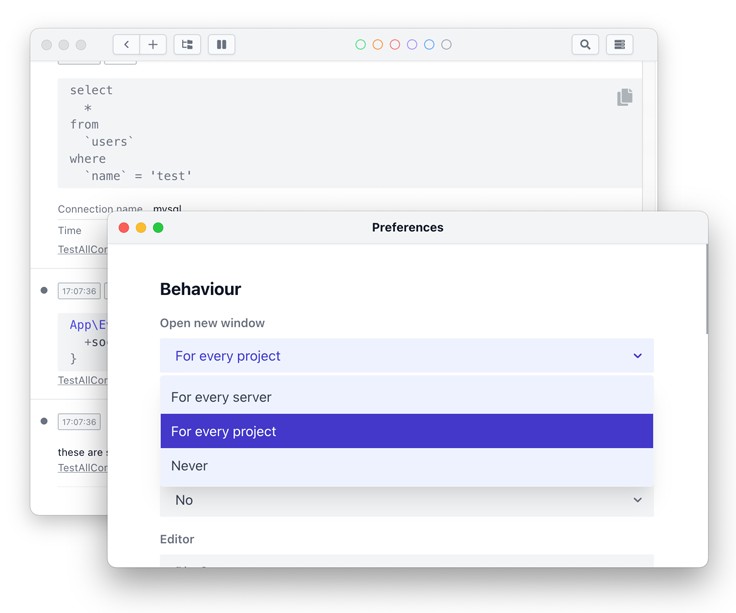 select
*
from
`users`
where
`name` = 'test'
Connection name mysql
Time
TestAllCor
17:07:36
App\E
+so
}
TestAllCor
17:07:36
these are
TestAllCor
Preferences
Behaviour
Open new window
For every project
For every server
For every project
Never
No
Editor